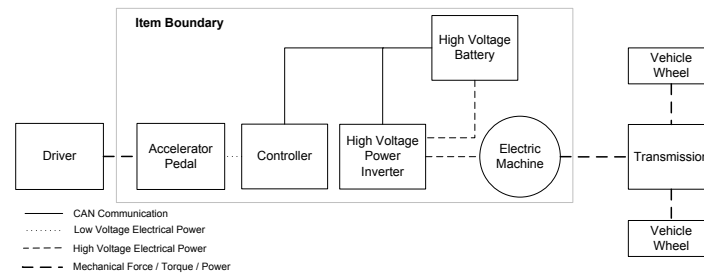 Item Boundary
High Voltage
Battery
Vehicle
Wheel
Driver
Accelerator
Pedal
Controller
High Voltage
Power
Inverter
Electric
Machine
Transmission
Vehicle
Wheel
CAN Communication
Low Voltage Electrical Power
High Voltage Electrical Power
Mechanical Force / Torque / Power